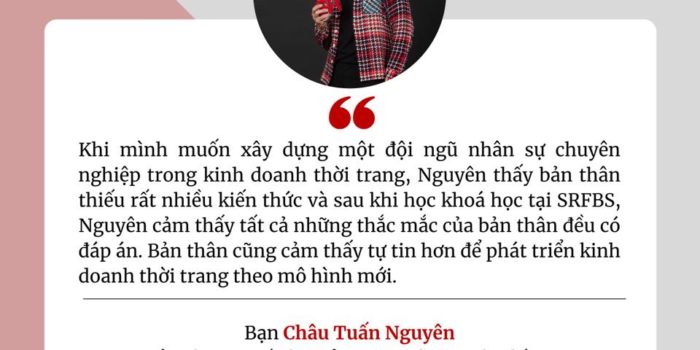 Khi mình muốn xây dựng một đội ngũ nhân sự chuyên
nghiệp trong kinh doanh thời trang, Nguyên thấy bản thân
thiếu rất nhiều kiến thức và sau khi học khoá học tại SRFBS,
Nguyên cảm thấy tất cả những thắc mắc của bản thân đều có
đáp án. Bản thân cũng cảm thấy tự tin hơn để phát triển kinh
doanh thời trang theo mô hình mới.
Bạn Châu Tuấn Nguyên